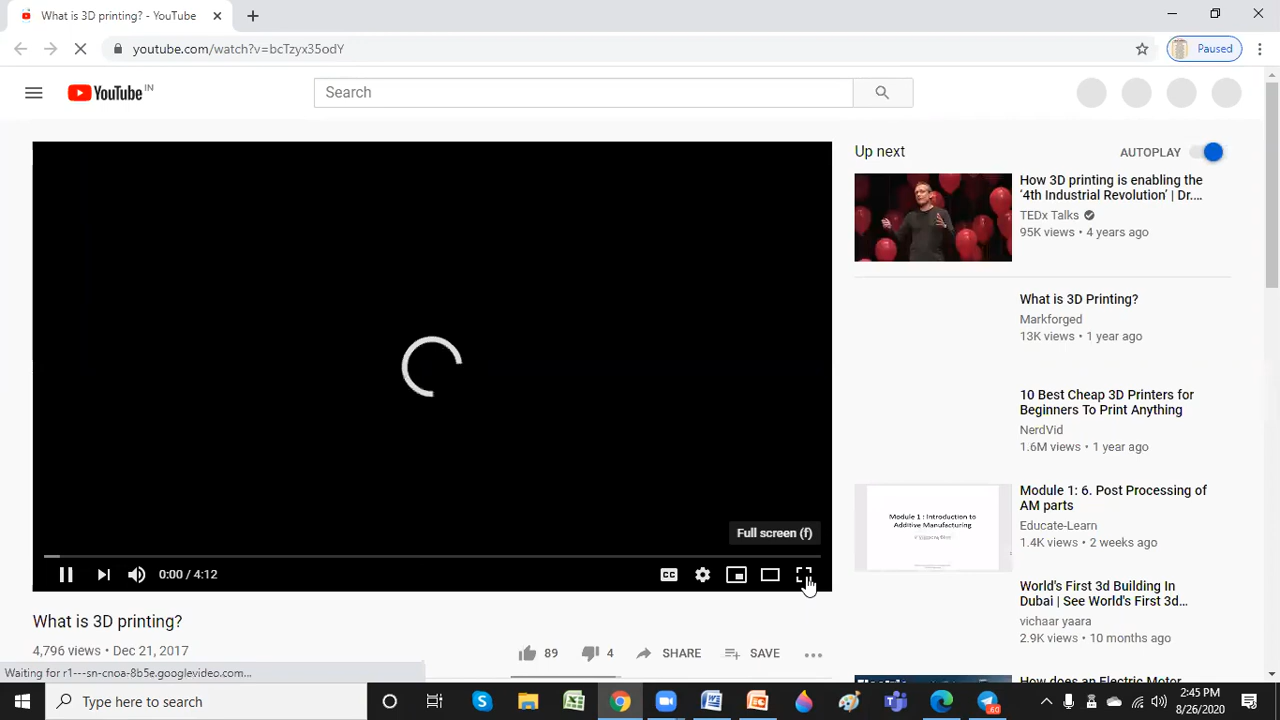 What is 3D printing? - YouTube
youtube.com/watch?v=bcTzyx35odY
Paused
YouTube IN
Search
Up next
AUTOPLAY
How 3D printing is enabling the
'4th Industrial Revolution' | Dr....
TEDx Talks
95K views • 4 years ago
What is 3D Printing?
Markforged
13K views • 1 year ago
10 Best Cheap 3D Printers for
Beginners To Print Anything
NerdVid
1.6M views • 1 year ago
Module 1 : Introduction to
Additive Manufacturing
Module 1: 6. Post Processing of
AM parts
Educate-Learn
1.4K views • 2 weeks ago
World's First 3d Building In
Dubai | See World's First 3d...
vichaar yaara
2.9K views • 10 months ago
How does an Electric Motor
Full screen (f)
CC
0:00 / 4:12
What is 3D printing?
4,796 views • Dec 21, 2017
89
4
SHARE
SAVE
Waiting for r1---sn-cnoa-8b5e.googlevideo.com...
Type here to search
60
2:45 PM
8/26/2020